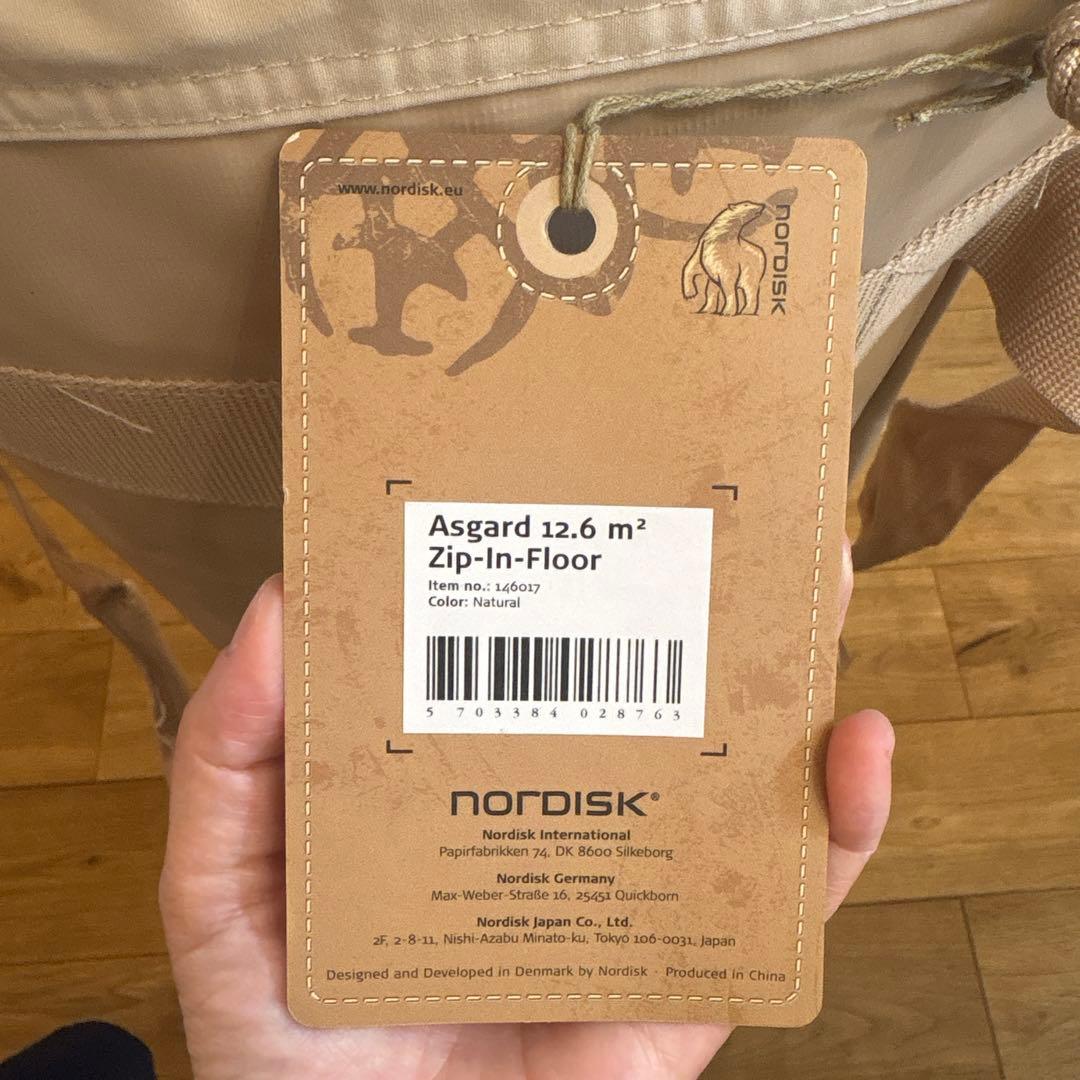 www.nordisk.eu
nORDISK
Asgard 12.6 m²
Zip-In-Floor
Item no.: 146017
Color: Natural
5 703384 028763
nORDISK®
Nordisk International
Papirfabrikken 74, DK 8600 Silkeborg
Nordisk Germany
Max-Weber-Straße 16, 25451 Quickborn
Nordisk Japan Co., Ltd.
2F, 2-8-11, Nishi-Azabu Minato-ku, Tokyo 106-0031, Japan
Designed and Developed in Denmark by Nordisk · Produced in China